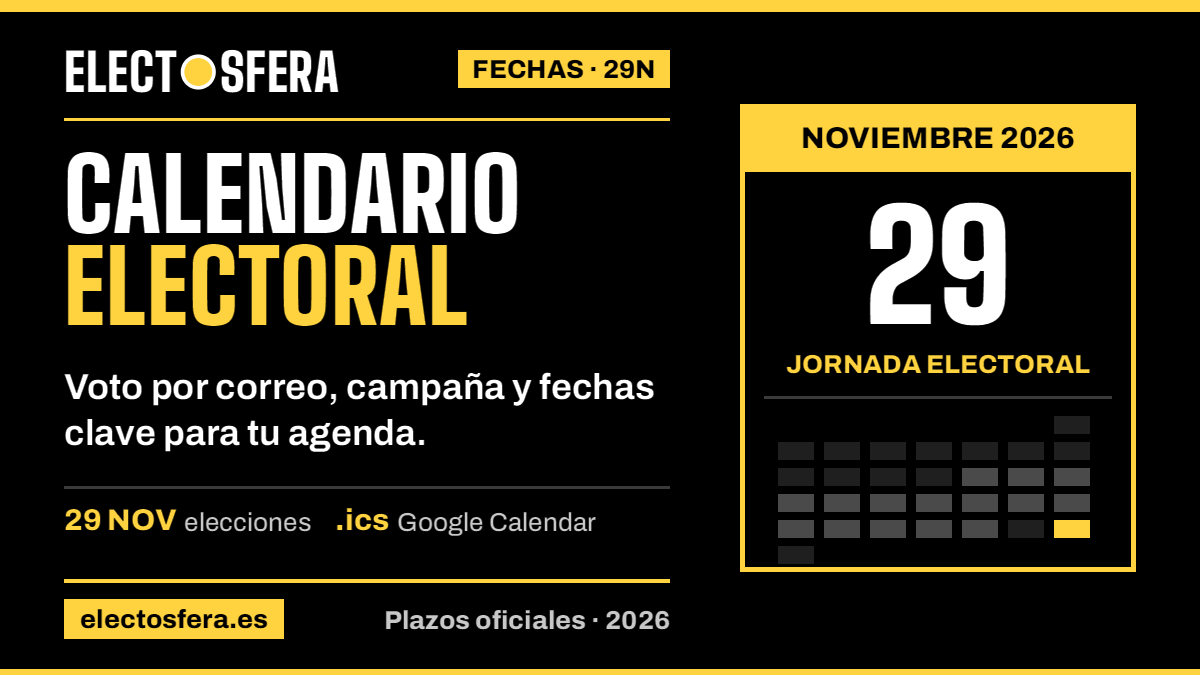 ELECTOSFERA
FECHAS · 29N
CALENDARIO
ELECTORAL
Voto por correo, campaña y fechas
clave para tu agenda.
29 NOV elecciones .ics Google Calendar
electosfera.es
Plazos oficiales · 2026
NOVIEMBRE 2026
29
JORNADA ELECTORAL